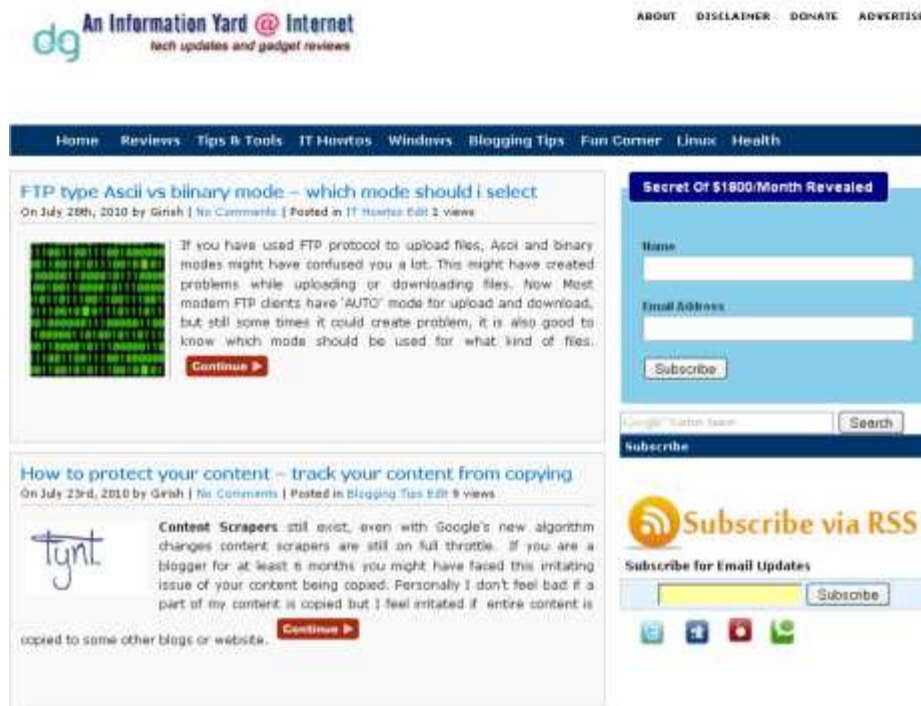 dg An Information Yard @ Internet
tech updates and gadget reviews
ABOUT DISCLAIMER DONATE ADVERTISE
Home Reviews Tips & Tools IT Howtos Windows Blogging Tips Fun Corner Linux Health
FTP type Ascii vs biinary mode – which mode should i select
On July 28th, 2010 by Girish | No Comments | Posted in IT Howtos Edit 1 views
If you have used FTP protocol to upload files, Ascii and binary
modes might have confused you a lot. This might have created
problems while uploading or downloading files. Now Most
modern FTP clients have 'AUTO' mode for upload and download,
but still some times it could create problem, it is also good to
know which mode should be used for what kind of files.
Continue
How to protect your content – track your content from copying
On July 23rd, 2010 by Girish | No Comments | Posted in Blogging Tips Edit 9 views
tynt
Content Scrapers still exist, even with Google's new algorithm
changes content scrapers are still on full throttle. If you are a
blogger for at least 6 months you might have faced this irritating
issue of your content being copied. Personally I don't feel bad if a
part of my content is copied but I feel irritated if entire content is
copied to some other blogs or website. Continue
Secret Of $1800/Month Revealed
Name
Email Address
Subscribe
Google Search
Subscribe
Subscribe via RSS
Subscribe for Email Updates
Subscribe